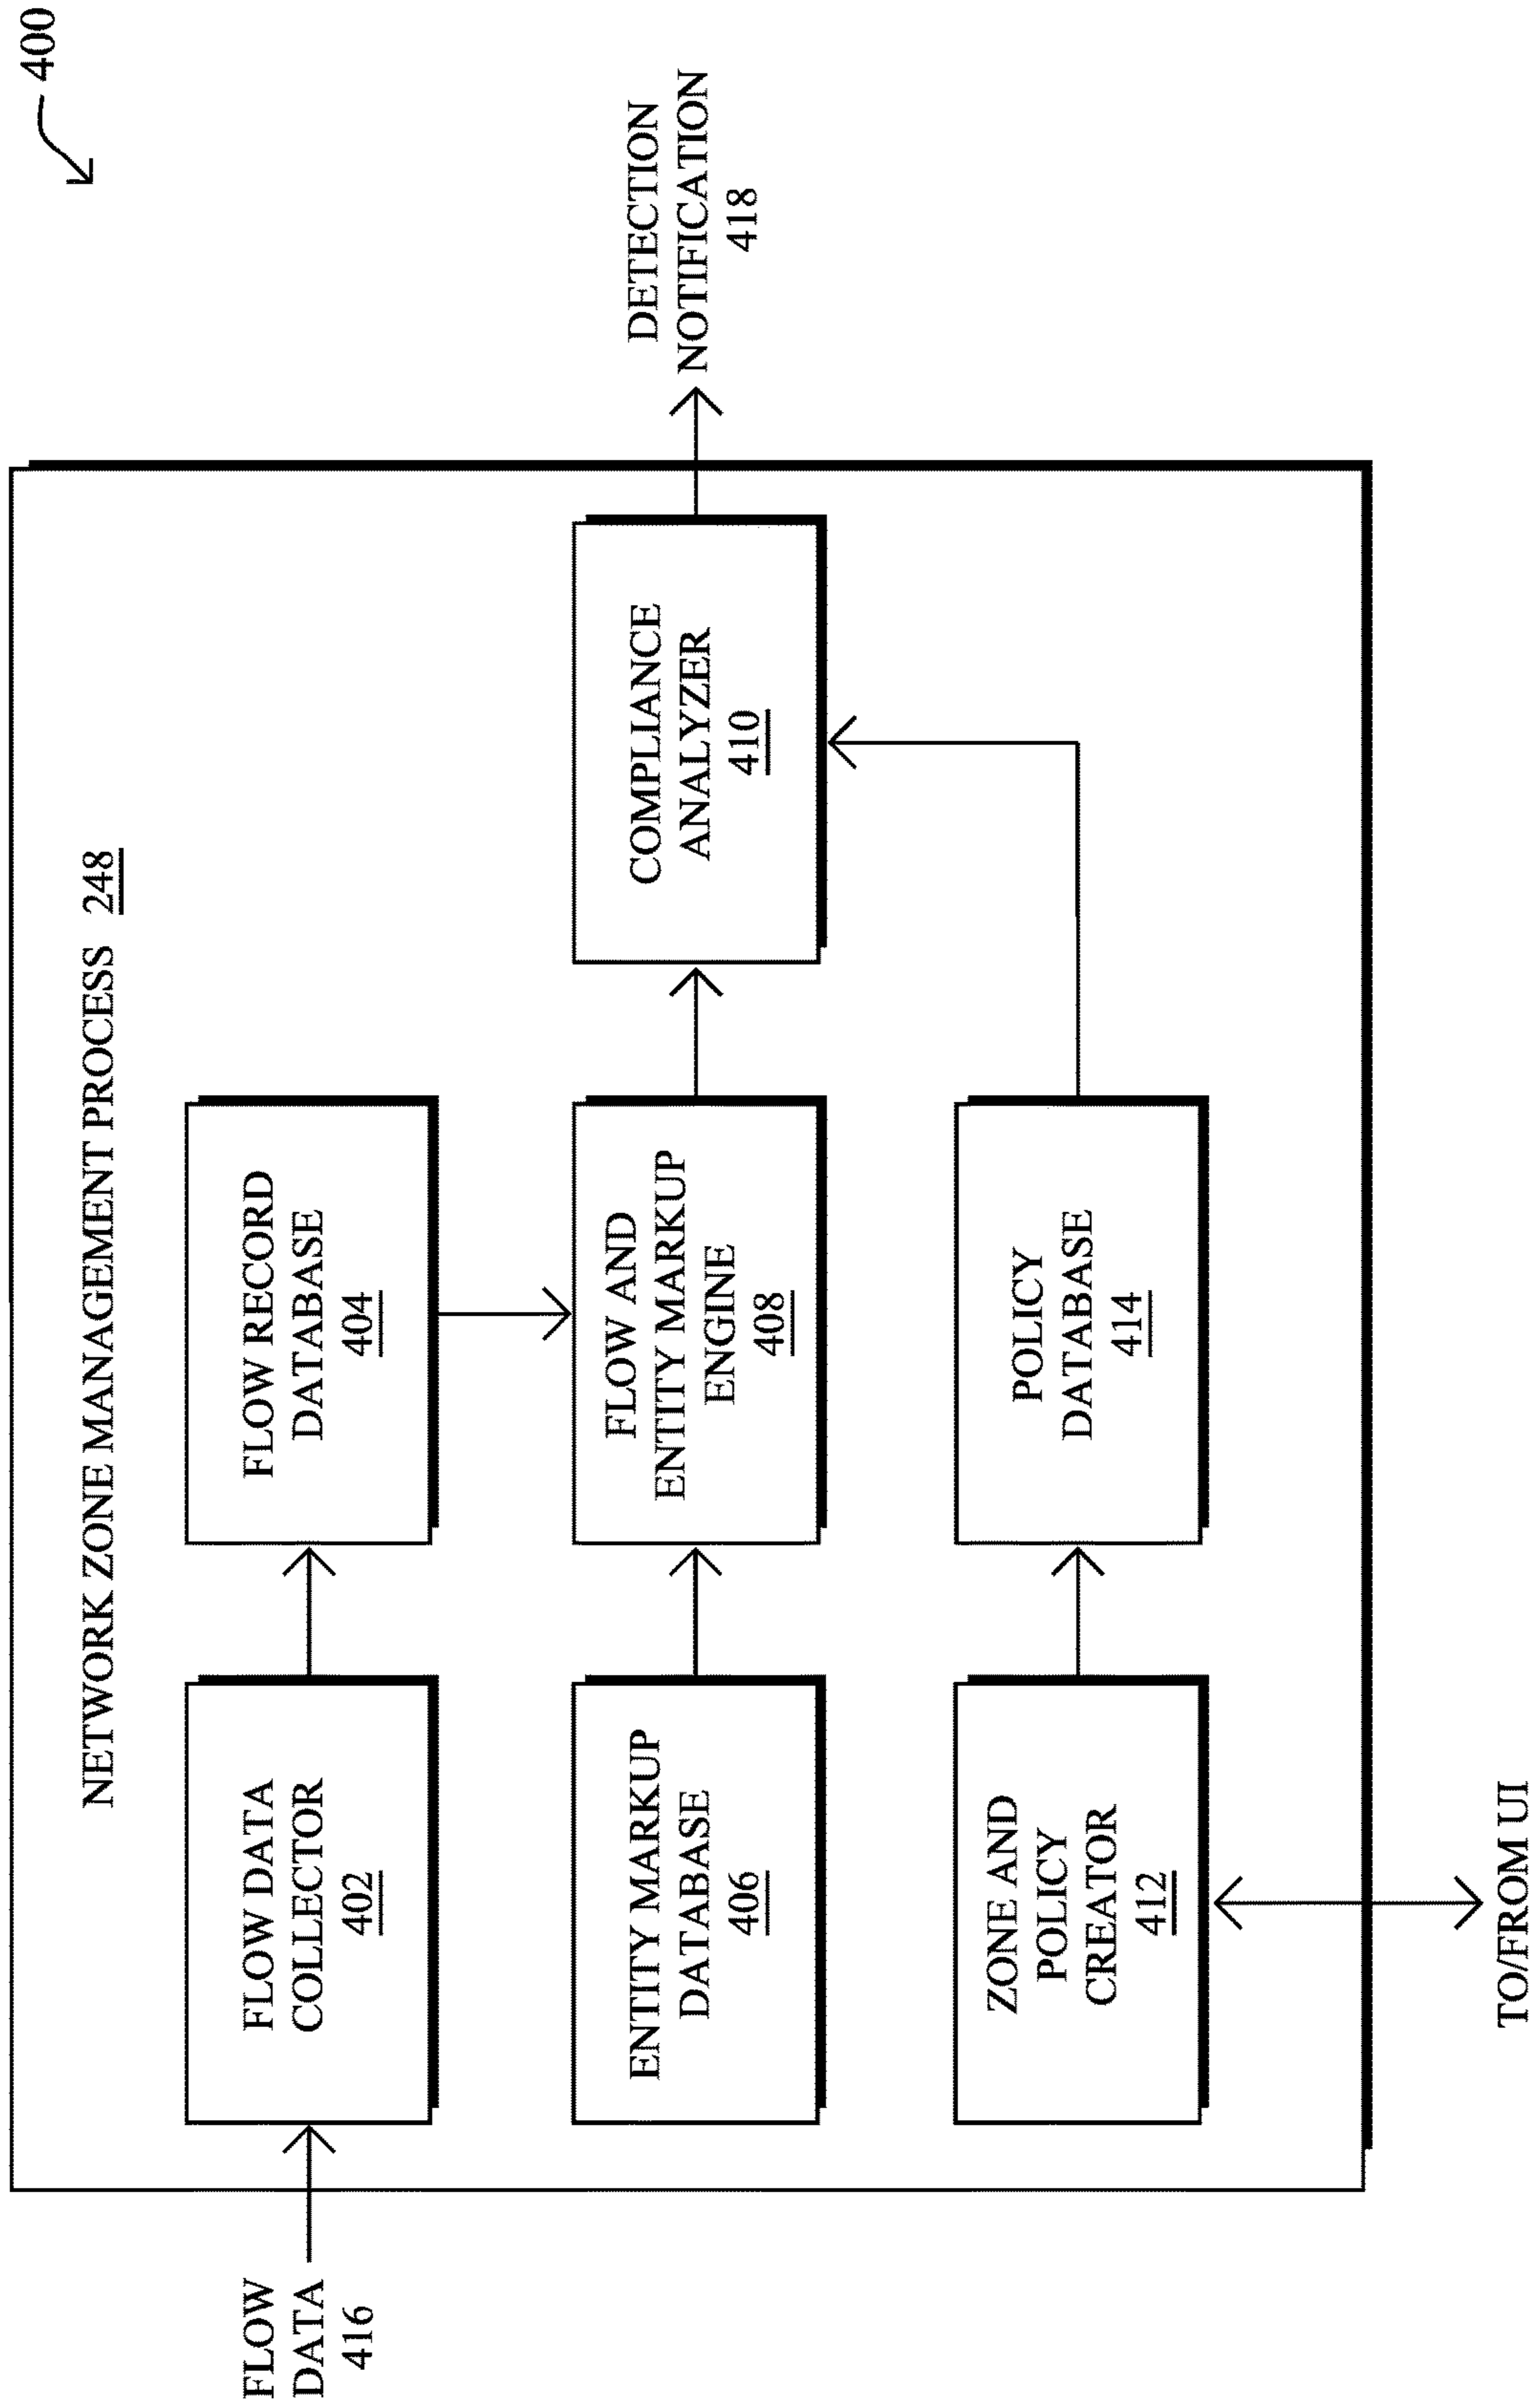 400
NETWORK ZONE MANAGEMENT PROCESS 248
FLOW
DATA
416
FLOW DATA
COLLECTOR
402
FLOW RECORD
DATABASE
404
ENTITY MARKUP
DATABASE
406
FLOW AND
ENTITY MARKUP
ENGINE
408
COMPLIANCE
ANALYZER
410
DETECTION
NOTIFICATION
418
ZONE AND
POLICY
CREATOR
412
POLICY
DATABASE
414
TO/FROM UI